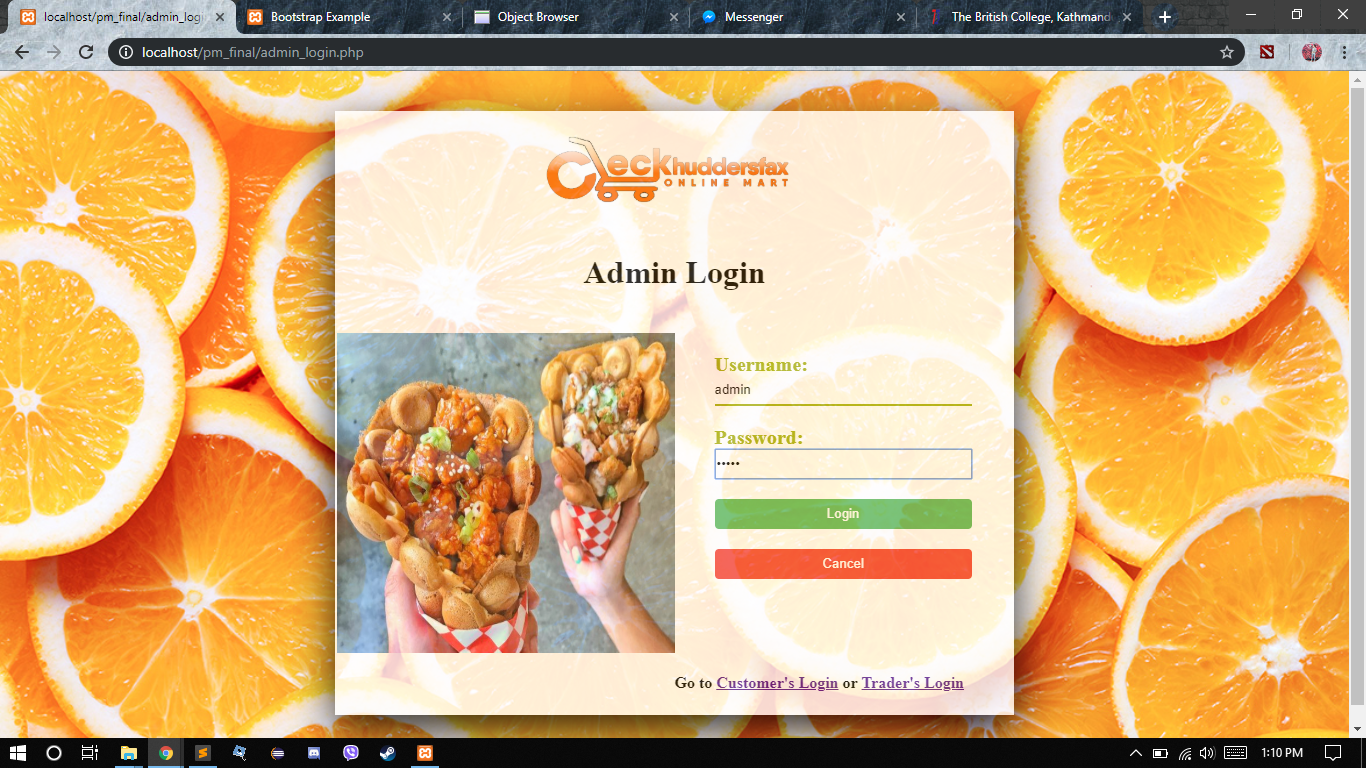 localhost/pm_final/admin_logi
Bootstrap Example
Object Browser
Messenger
The British College, Kathmand
localhost/pm_final/admin_login.php
CleckhuddersfaX
ONLINE MART
Admin Login
Username:
admin
Password:
•••••
Login
Cancel
Go to Customer's Login or Trader's Login
1:10 PM